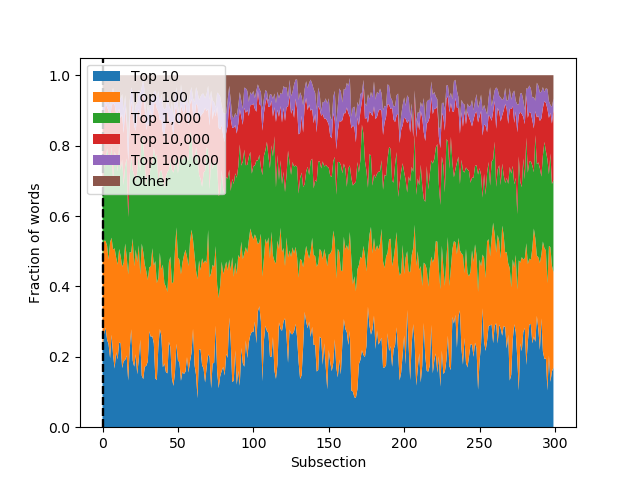 1.0
0.8
0.6
0.4
0.2
0.0
Fraction of words
Top 10
Top 100
Top 1,000
Top 10,000
Top 100,000
Other
0 50 100 150 200 250 300
Subsection